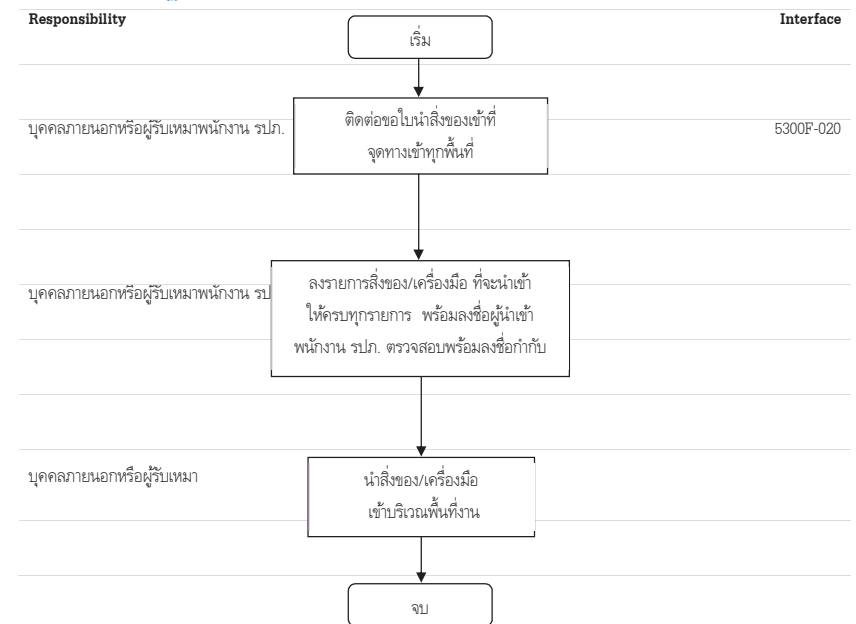 Responsibility
Interface
เริ่ม
บุคคลภายนอกหรือผู้รับเหมาพนักงาน รปภ.
ติดต่อขอใบนำสิ่งของเข้าที่
จุดทางเข้าทุกพื้นที่
5300F-020
บุคคลภายนอกหรือผู้รับเหมาพนักงาน รป
ลงรายการสิ่งของ/เครื่องมือ ที่จะนำเข้า
ให้ครบทุกรายการ พร้อมลงชื่อผู้นำเข้า
พนักงาน รปภ. ตรวจสอบพร้อมลงชื่อกำกับ
บุคคลภายนอกหรือผู้รับเหมา
นำสิ่งของ/เครื่องมือ
เข้าบริเวณพื้นที่งาน
จบ